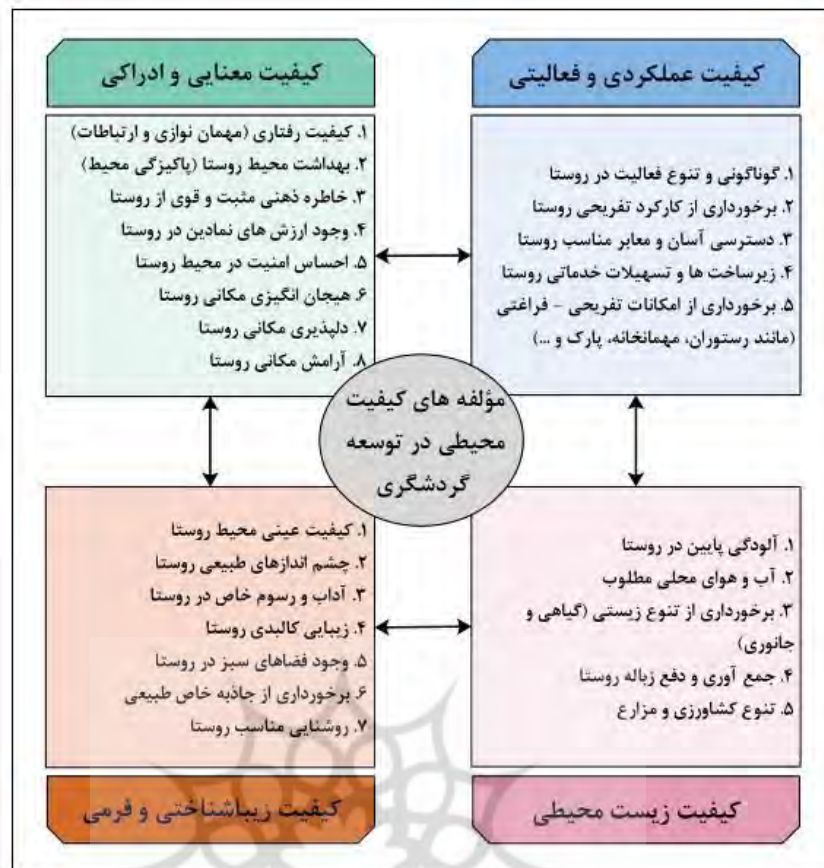 کیفیت عملکردی و فعالیتی
۱. گوناگونی و تنوع فعالیت در روستا
۲. برخورداری از کارکرد تفریحی روستا
۳. دسترسی آسان و معابر مناسب روستا
۴. زیرساخت ها و تسهیلات خدماتی روستا
۵. برخورداری از امکانات تفریحی - فراغتی
(مانند رستوران، مهمانخانه، پارک و ...)
کیفیت معنایی و ادراکی
۱. کیفیت رفتاری (مهمان نوازی و ارتباطات)
۲. بهداشت محیط روستا (پاکیزگی محیط)
۳. خاطره ذهنی مثبت و قوی از روستا
۴. وجود ارزش های نمادین در روستا
۵. احساس امنیت در محیط روستا
۶. هیجان انگیزی مکانی روستا
۷. دلپذیری مکانی روستا
۸. آرامش مکانی روستا
مؤلفه های کیفیت
محیطی در توسعه
گردشگری
۱. آلودگی پایین در روستا
۲. آب و هوای محلی مطلوب
۳. برخورداری از تنوع زیستی (گیاهی و
جانوری)
۴. جمع آوری و دفع زباله روستا
۵. تنوع کشاورزی و مزارع
کیفیت زیست محیطی
۱. کیفیت عینی محیط روستا
۲. چشم اندازهای طبیعی روستا
۳. آداب و رسوم خاص در روستا
۴. زیبایی کالبدی روستا
۵. وجود فضاهای سبز در روستا
۶. برخورداری از جاذبه خاص طبیعی
۷. روشنایی مناسب روستا
کیفیت زیباشناختی و فرمی